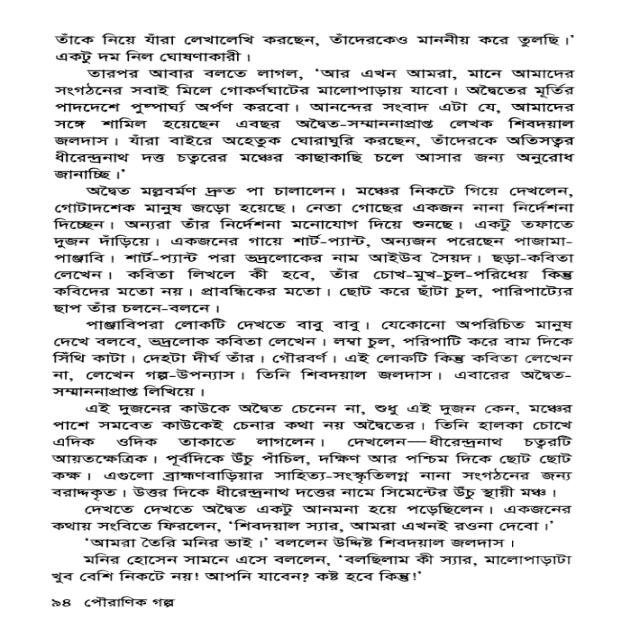 তাঁকে নিয়ে যাঁরা লেখালেখি করছেন, তাঁদেরকেও মাননীয় করে তুলছি।'
একটু দম নিল ঘোষণাকারী।
তারপর আবার বলতে লাগল, 'আর এখন আমরা, মানে আমাদের
সংগঠনের সবাই মিলে গোকর্ণঘাটের মালোপাড়ায় যাবো। অদ্বৈতের মূর্তির
পাদদেশে পুষ্পার্ঘ্য অর্পণ করবো। আনন্দের সংবাদ এটা যে, আমাদের
সঙ্গে শামিল হয়েছেন এবছর অদ্বৈত-সম্মাননাপ্রাপ্ত লেখক শিবদয়াল
জলদাস। যাঁরা বাইরে অহেতুক ঘোরাঘুরি করছেন, তাঁদেরকে অতিসত্বর
ধীরেন্দ্রনাথ দত্ত চত্বরের মঞ্চের কাছাকাছি চলে আসার জন্য অনুরোধ
জানাচ্ছি।'
অদ্বৈত মল্লবর্মণ দ্রুত পা চালালেন। মঞ্চের নিকটে গিয়ে দেখলেন,
গোটাদশেক মানুষ জড়ো হয়েছে। নেতা গোছের একজন নানা নির্দেশনা
দিচ্ছেন। অন্যরা তাঁর নির্দেশনা মনোযোগ দিয়ে শুনছে। একটু তফাতে
দুজন দাঁড়িয়ে। একজনের গায়ে শার্ট-প্যান্ট, অন্যজন পরেছেন পাজামা-
পাঞ্জাবি। শার্ট-প্যান্ট পরা ভদ্রলোকের নাম আইউব সৈয়দ। ছড়া-কবিতা
লেখেন। কবিতা লিখলে কী হবে, তাঁর চোখ-মুখ-চুল-পরিধেয় কিন্তু
কবিদের মতো নয়। প্রাবন্ধিকের মতো। ছোট করে ছাঁটা চুল, পারিপাট্যের
ছাপ তাঁর চলনে-বলনে।
পাঞ্জাবিপরা লোকটি দেখতে বাবু বাবু। যেকোনো অপরিচিত মানুষ
দেখে বলবে, ভদ্রলোক কবিতা লেখেন। লম্বা চুল, পরিপাটি করে বাম দিকে
সিঁথি কাটা। দেহটা দীর্ঘ তাঁর। গৌরবর্ণ। এই লোকটি কিন্তু কবিতা লেখেন
না, লেখেন গল্প-উপন্যাস। তিনি শিবদয়াল জলদাস। এবারের অদ্বৈত-
সম্মাননাপ্রাপ্ত লিখিয়ে।
এই দুজনের কাউকে অদ্বৈত চেনেন না, শুধু এই দুজন কেন, মঞ্চের
পাশে সমবেত কাউকেই চেনার কথা নয় অদ্বৈতের। তিনি হালকা চোখে
এদিক ওদিক তাকাতে লাগলেন। দেখলেন—ধীরেন্দ্রনাথ চত্বরটি
আয়তক্ষেত্রিক। পূর্বদিকে উঁচু পাঁচিল, দক্ষিণ আর পশ্চিম দিকে ছোট ছোট
কক্ষ। এগুলো ব্রাহ্মণবাড়িয়ার সাহিত্য-সংস্কৃতিলগ্ন নানা সংগঠনের জন্য
বরাদ্দকৃত। উত্তর দিকে ধীরেন্দ্রনাথ দত্তের নামে সিমেন্টের উঁচু স্থায়ী মঞ্চ।
দেখতে দেখতে অদ্বৈত একটু আনমনা হয়ে পড়েছিলেন। একজনের
কথায় সংবিতে ফিরলেন, 'শিবদয়াল স্যার, আমরা এখনই রওনা দেবো।'
'আমরা তৈরি মনির ভাই।' বললেন উদ্দিষ্ট শিবদয়াল জলদাস।
মনির হোসেন সামনে এসে বললেন, 'বলছিলাম কী স্যার, মালোপাড়াটা
খুব বেশি নিকটে নয়! আপনি যাবেন? কষ্ট হবে কিন্তু!'
৯৪ পৌরাণিক গল্প